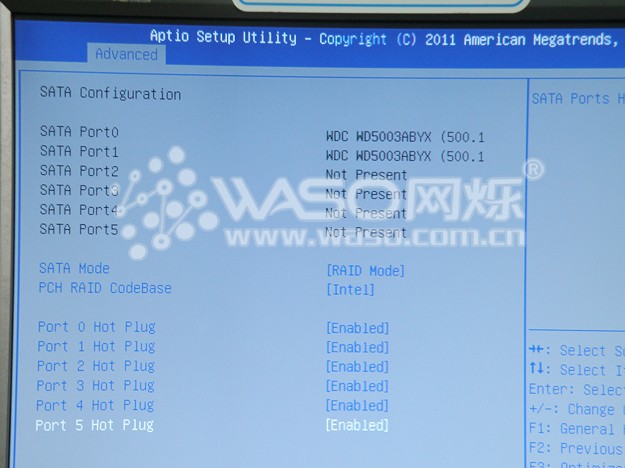 Aptio Setup Utility - Copyright (C) 2011 American Megatrends,
Advanced
SATA Configuration
SATA Ports H
SATA Port0 WDC WD5003ABYX (500.1
SATA Port1 WDC WD5003ABYX (500.1
SATA Port2 Not Present
SATA Port3 Not Present
SATA Port4 Not Present
SATA Port5 Not Present
WASO网烁®
www.waso.com.cn
SATA Mode [RAID Mode]
PCH RAID CodeBase [Intel]
Port 0 Hot Plug [Enabled]
Port 1 Hot Plug [Enabled]
Port 2 Hot Plug [Enabled]
Port 3 Hot Plug [Enabled]
Port 4 Hot Plug [Enabled]
Port 5 Hot Plug [Enabled]
→←: Select S
↑↓: Select I
Enter: Selec
+/-: Change
F1: General
F2: Previous
F3: Optimiz